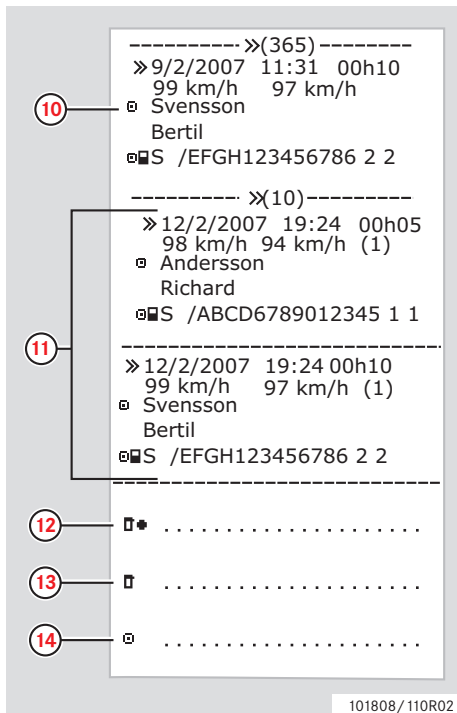 --------- »(365)---------
»9/2/2007 11:31 00h10
99 km/h 97 km/h
10 Svensson
Bertil
S /EFGH123456786 2 2
--------- »(10)---------
»12/2/2007 19:24 00h05
98 km/h 94 km/h (1)
Andersson
Richard
S /ABCD6789012345 1 1
11
»12/2/2007 19:24 00h10
99 km/h 97 km/h (1)
Svensson
Bertil
S /EFGH123456786 2 2
12 .....................
13 .....................
14 .....................
101808/110R02